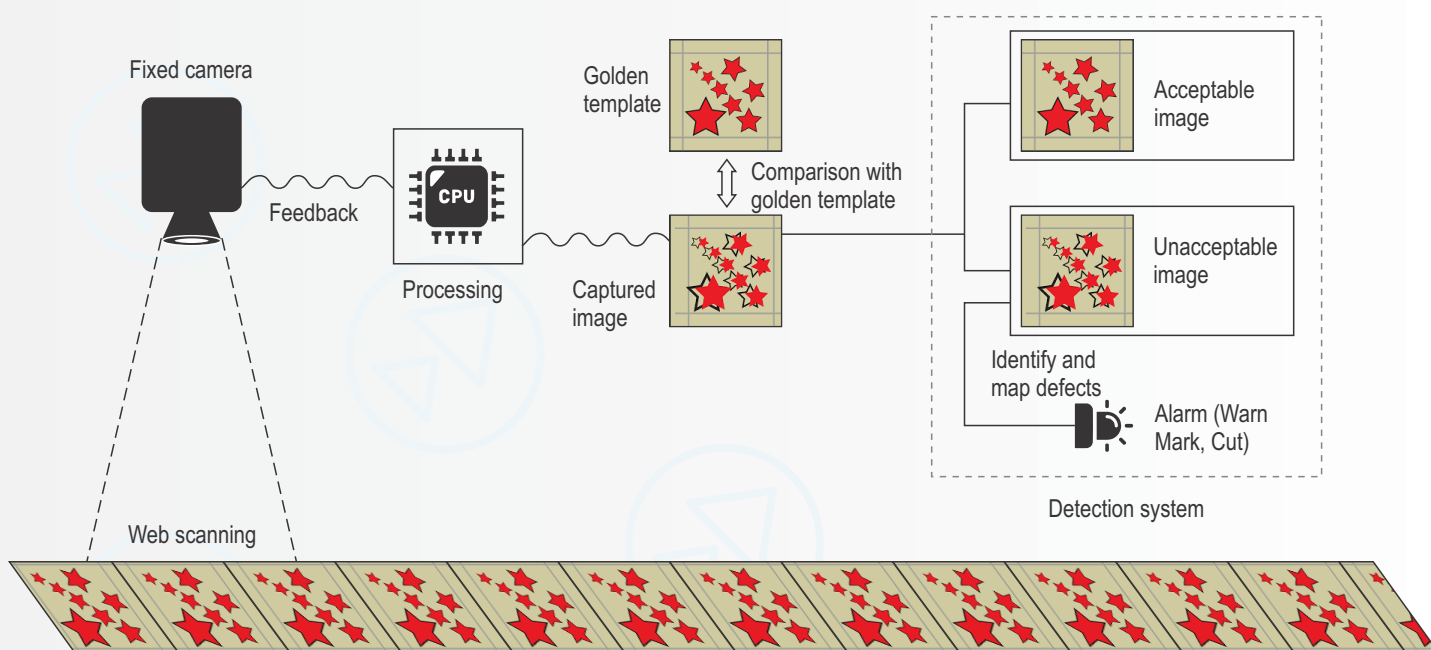 Fixed camera
Feedback
CPU
Processing
Golden
template
Comparison with
golden template
Captured
image
Acceptable
image
Unacceptable
image
Identify and
map defects
Alarm (Warn
Mark, Cut)
Detection system
Web scanning